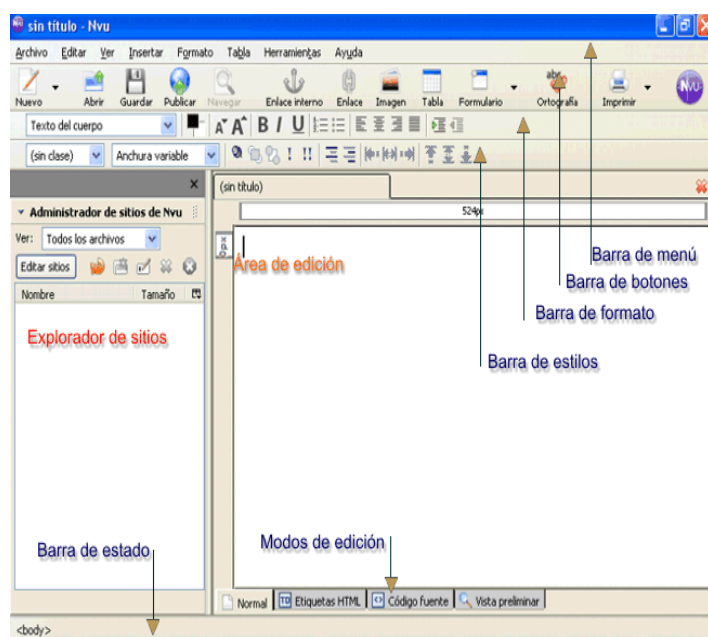 sin título - Nvu
Archivo Editar Ver Insertar Formato Tabla Herramientas Ayuda
Nuevo Abrir Guardar Publicar Navegar Enlace interno Enlace Imagen Tabla Formulario Ortografía Imprimir
Texto del cuerpo
(sin clase) Anchura variable
(sin título)
Administrador de sitios de Nvu
524px
Ver: Todos los archivos
0px
Editar sitios
Nombre Tamaño
Área de edición
Explorador de sitios
Barra de menú
Barra de botones
Barra de formato
Barra de estilos
Barra de estado
Modos de edición
Normal Etiquetas HTML Código fuente Vista preliminar
<body>